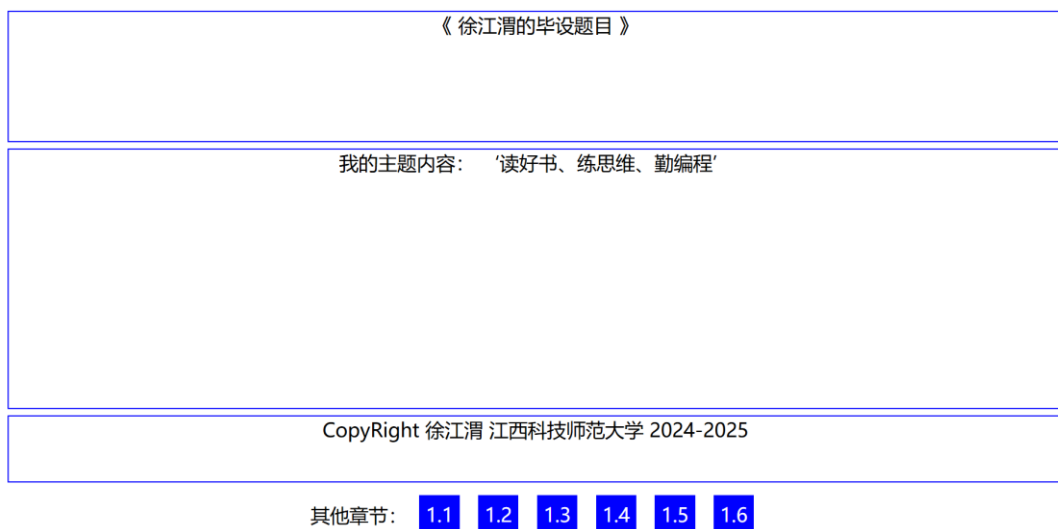 《 徐江渭的毕设题目 》
我的主题内容： ‘读好书、练思维、勤编程’
CopyRight 徐江渭 江西科技师范大学 2024-2025
其他章节： 1.1 1.2 1.3 1.4 1.5 1.6